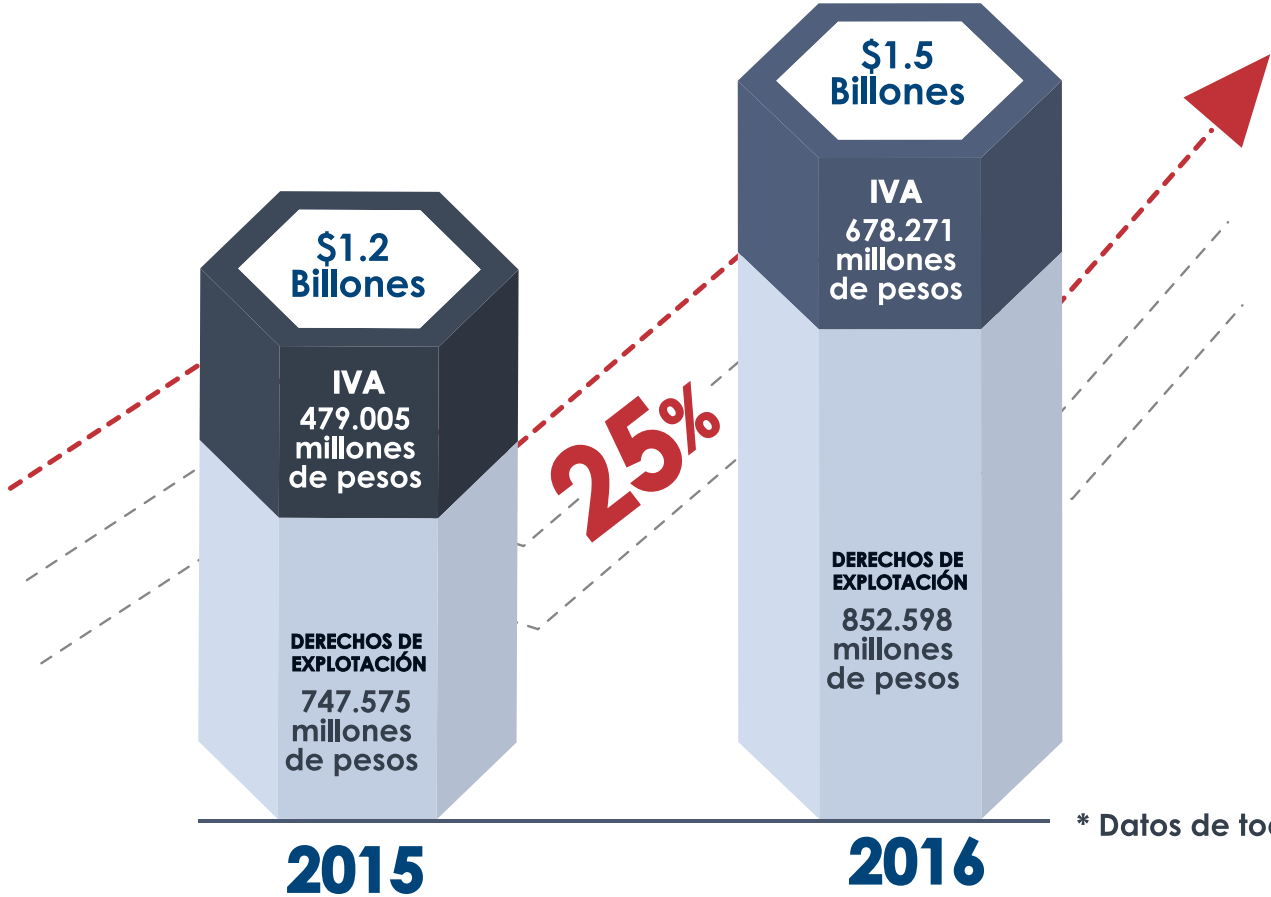 $1.2
Billones
IVA
479.005
millones
de pesos
DERECHOS DE
EXPLOTACIÓN
747.575
millones
de pesos
2015
25%
$1.5
Billones
IVA
678.271
millones
de pesos
DERECHOS DE
EXPLOTACIÓN
852.598
millones
de pesos
2016
* Datos de